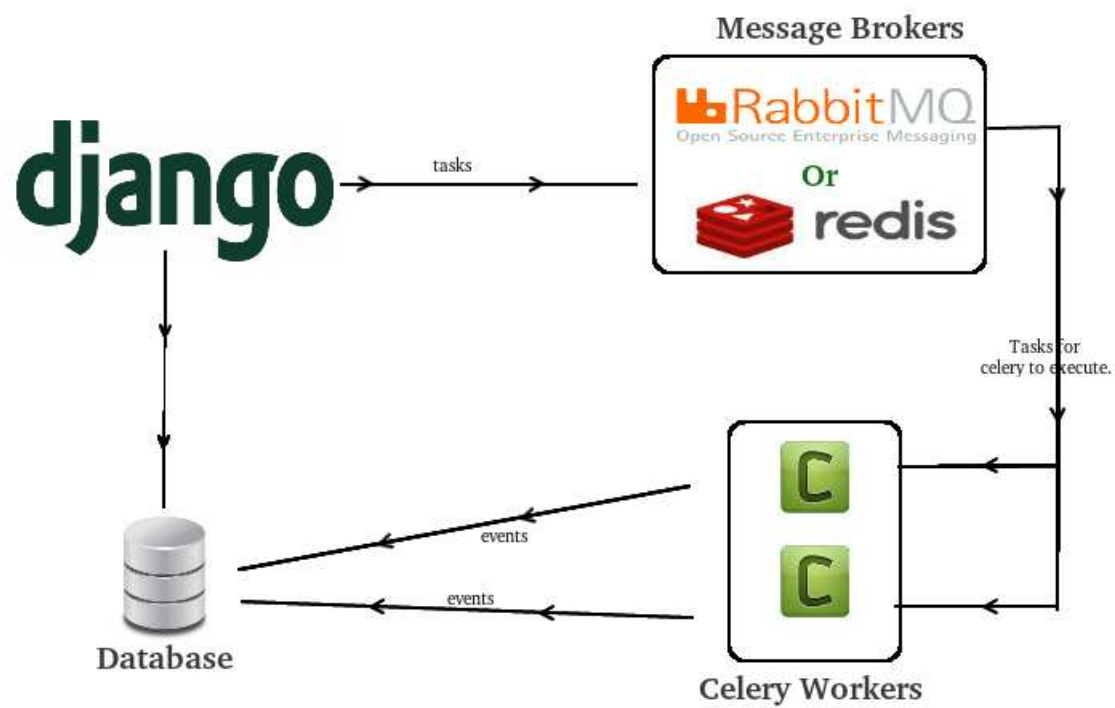 Message Brokers
RabbitMQ
Open Source Enterprise Messaging
django
tasks
Or
redis
Tasks for
celery to execute.
C
events
C
events
Database
Celery Workers